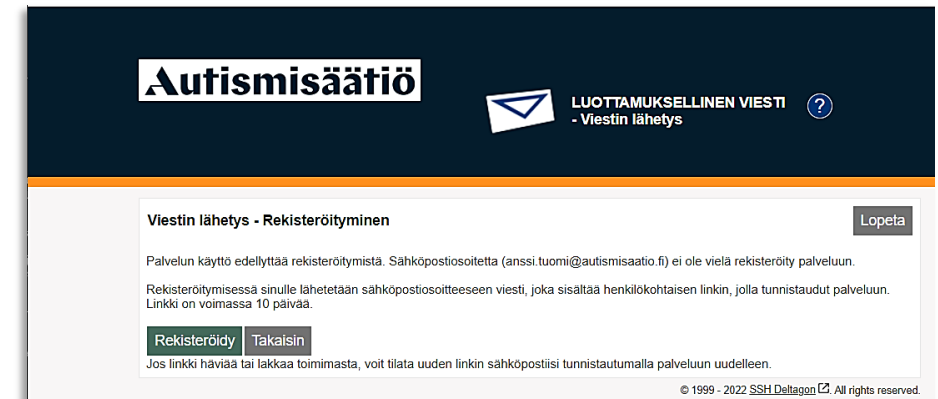 Autismisäätiö
LUOTTAMUKSELLINEN VIESTI
- Viestin lähetys
?
Viestin lähetys - Rekisteröityminen
Lopeta
Palvelun käyttö edellyttää rekisteröitymistä. Sähköpostiosoitetta (anssi.tuomi@autismisaatio.fi) ei ole vielä rekisteröity palveluun.
Rekisteröitymisessä sinulle lähetetään sähköpostiosoitteeseen viesti, joka sisältää henkilökohtaisen linkin, jolla tunnistaudut palveluun.
Linkki on voimassa 10 päivää.
Rekisteröidy Takaisin
Jos linkki häviää tai lakkaa toimimasta, voit tilata uuden linkin sähköpostiisi tunnistautumalla palveluun uudelleen.
© 1999 - 2022 SSH Deltagon. All rights reserved.